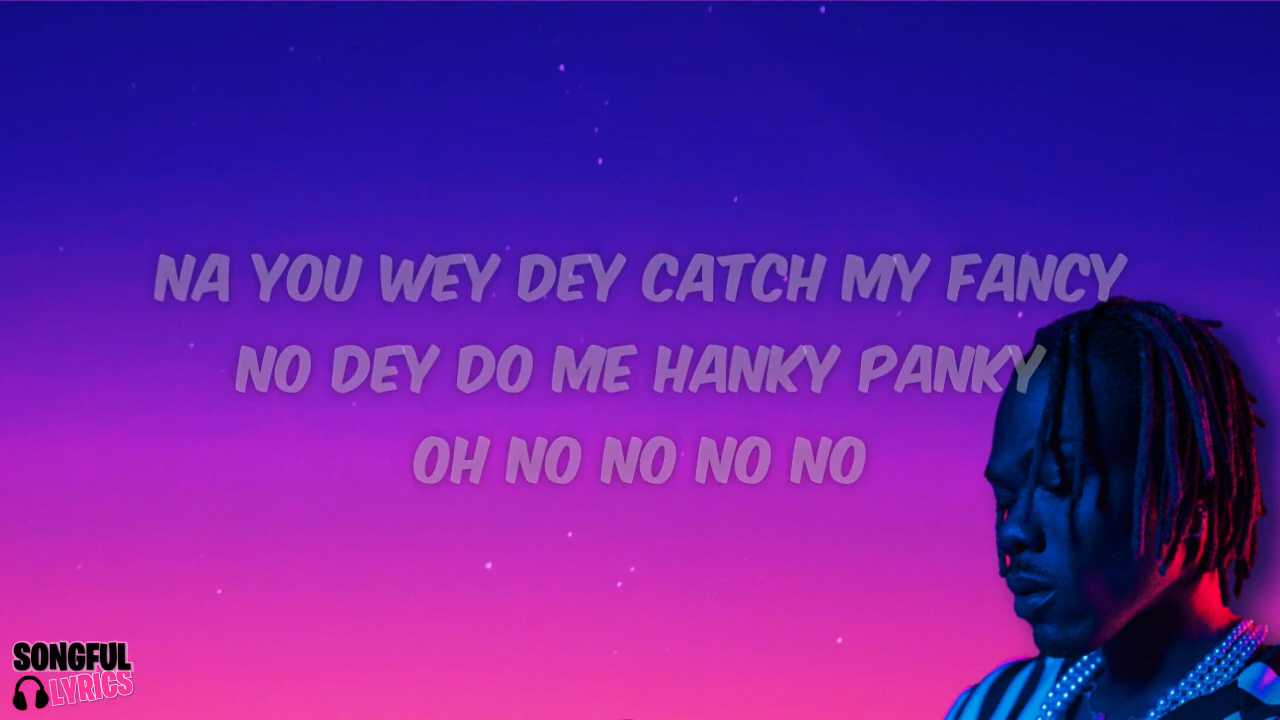 NA YOU WEY DEY CATCH MY FANCY
NO DEY DO ME HANKY PANKY
OH NO NO NO NO
SONGFUL
LYRICS